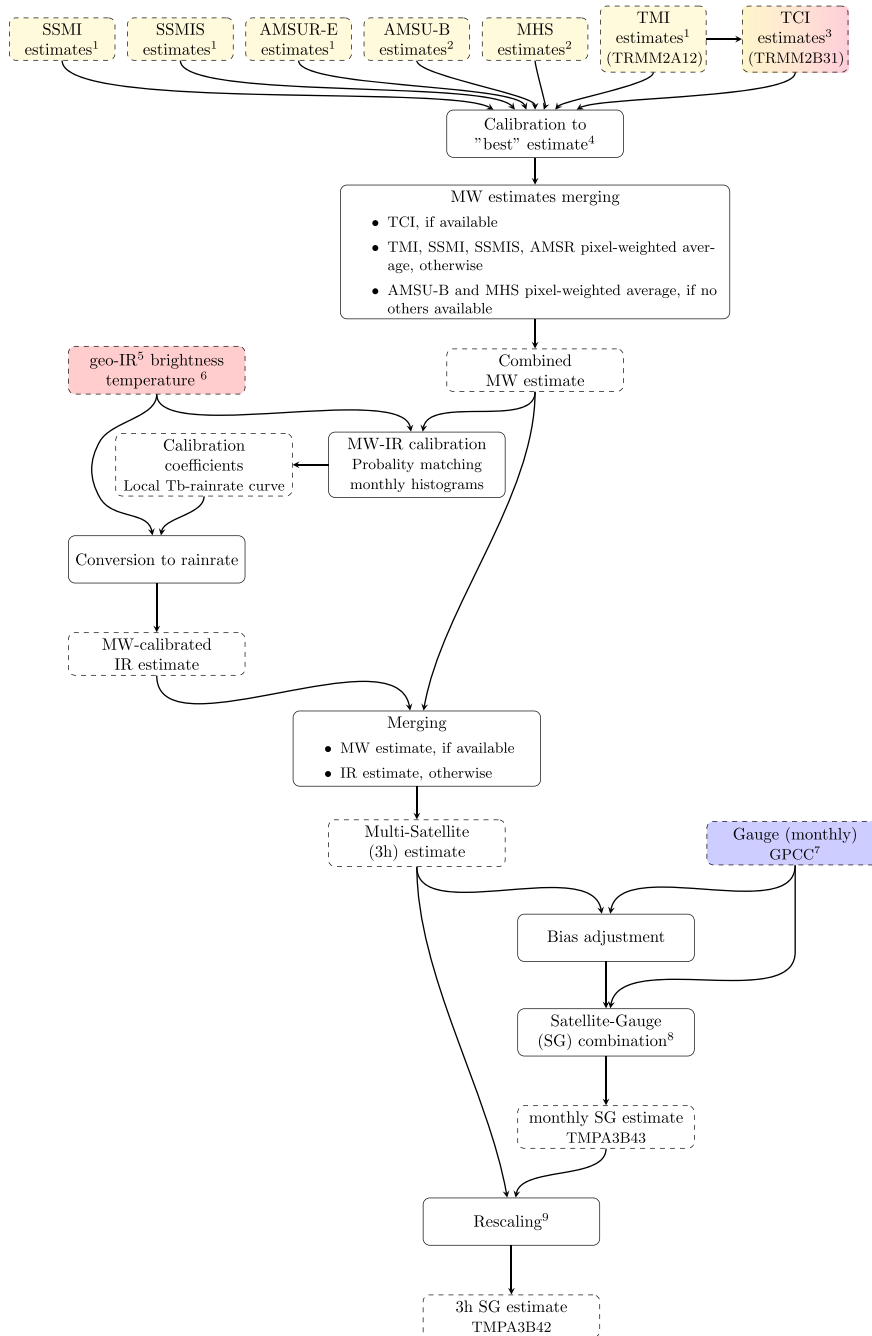 SSMI
estimates¹
SSMIS
estimates¹
AMSUR-E
estimates¹
AMSU-B
estimates²
MHS
estimates²
TMI
estimates¹
(TRMM2A12)
TCI
estimates³
(TRMM2B31)
Calibration to
”best” estimate⁴
MW estimates merging
• TCI, if available
• TMI, SSMI, SSMIS, AMSR pixel-weighted aver-
age, otherwise
• AMSU-B and MHS pixel-weighted average, if no
others available
geo-IR⁵ brightness
temperature ⁶
Combined
MW estimate
Calibration
coefficients
Local Tb-rainrate curve
MW-IR calibration
Probality matching
monthly histograms
Conversion to rainrate
MW-calibrated
IR estimate
Merging
• MW estimate, if available
• IR estimate, otherwise
Multi-Satellite
(3h) estimate
Gauge (monthly)
GPCC⁷
Bias adjustment
Satellite-Gauge
(SG) combination⁸
monthly SG estimate
TMPA3B43
Rescaling⁹
3h SG estimate
TMPA3B42